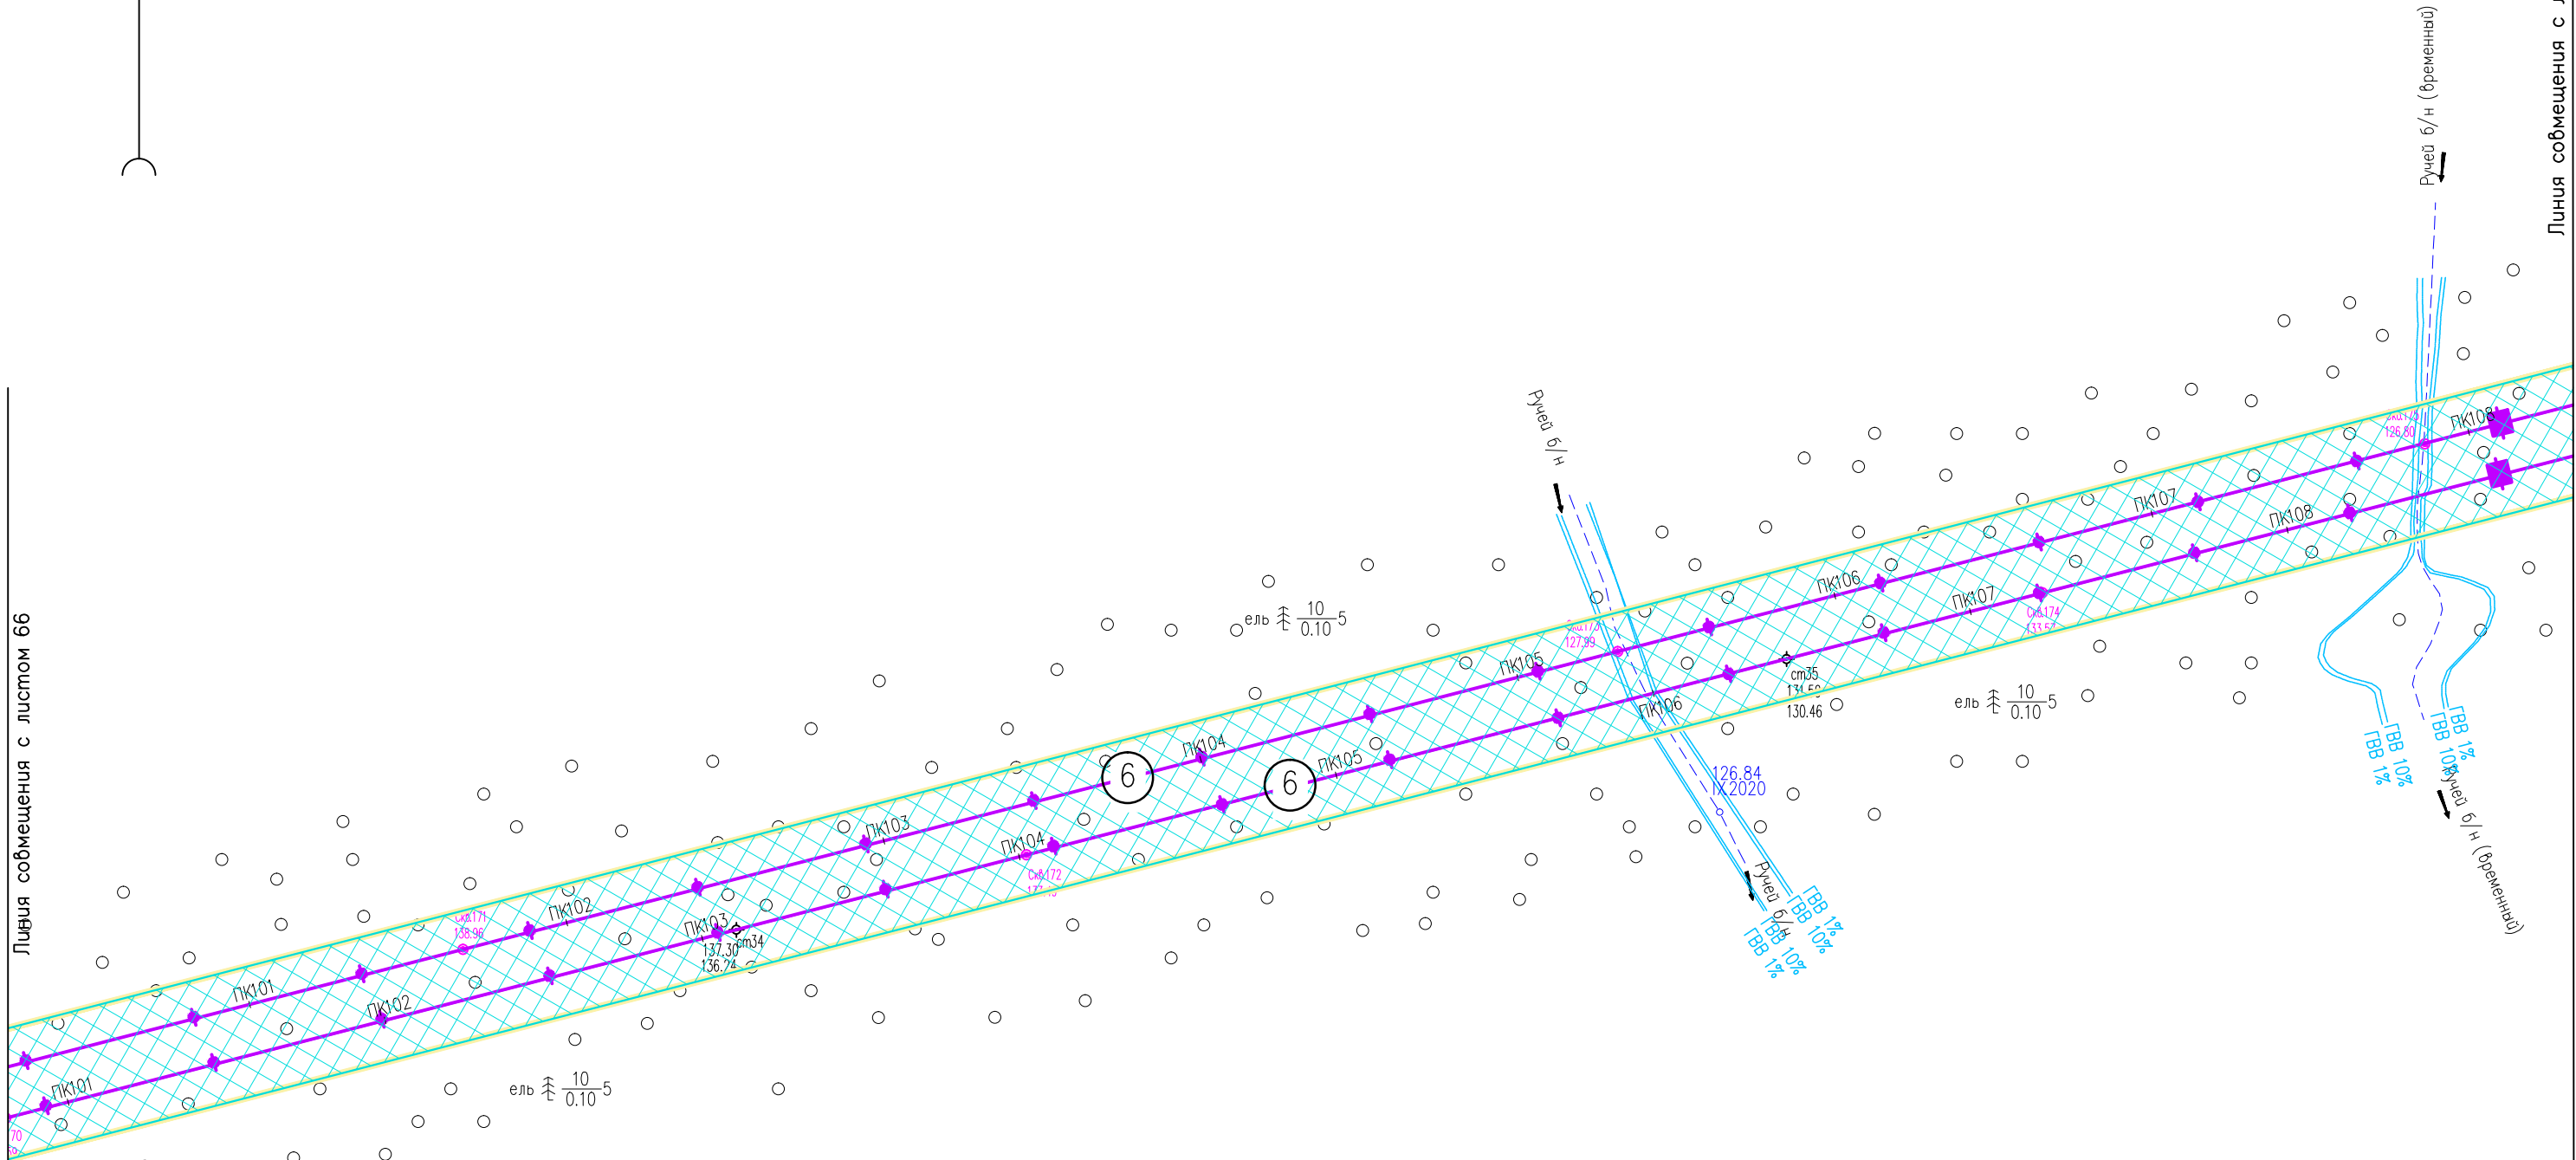 Линия совмещения с листом 66
Линия совмещения с
Ручей б/н (временный)
Ручей б/н
ель 10
0.10 5
ПК108
126.80
ПК107
ПК108
ПК106
ПК107
Скв.174
127.99
ПК105
ПК106
ст35
130.46
ель 10
0.10 5
ПК104
6
6
ПК105
126.84
IX.2020
ГВВ 1%
ГВВ 10%
ГВВ 10%
ГВВ 1%
Ручей б/н (временный)
ПК103
ПК104
Скв.172
Ручей б/н
ГВВ 1%
ГВВ 10%
ГВВ 10%
ГВВ 1%
Скв.171
138.96
ПК102
ПК103
ст34
137.30
136.24
ПК101
ПК102
ПК101
ель 10
0.10 5
70